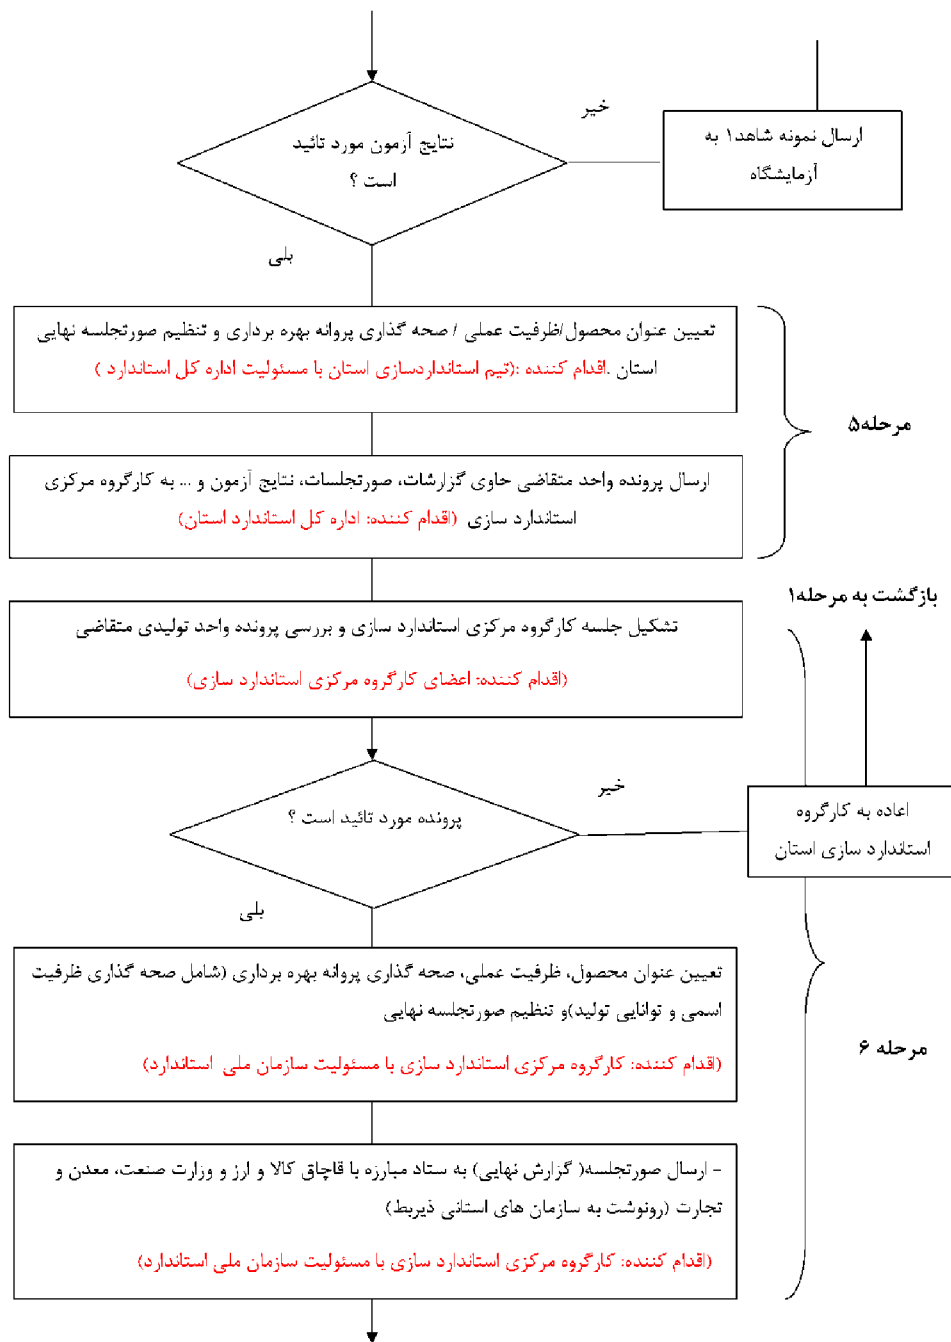 خیر
ارسال نمونه شاهد۱ به
آزمایشگاه
نتایج آزمون مورد تائید
است ؟
بلی
تعیین عنوان محصول/ظرفیت عملی / صحه گذاری پروانه بهره برداری و تنظیم صورتجلسه نهایی
استان .اقدام کننده :(تیم استانداردسازی استان با مسئولیت اداره کل استاندارد )
مرحله۵
ارسال پرونده واحد متقاضی حاوی گزارشات، صورتجلسات، نتایج آزمون و ... به کارگروه مرکزی
استاندارد سازی (اقدام کننده: اداره کل استاندارد استان)
بازگشت به مرحله۱
تشکیل جلسه کارگروه مرکزی استاندارد سازی و بررسی پرونده واحد تولیدی متقاضی
(اقدام کننده: اعضای کارگروه مرکزی استاندارد سازی)
خیر
پرونده مورد تائید است ؟
اعاده به کارگروه
استاندارد سازی استان
بلی
تعیین عنوان محصول، ظرفیت عملی، صحه گذاری پروانه بهره برداری (شامل صحه گذاری ظرفیت
اسمی و توانایی تولید)و تنظیم صورتجلسه نهایی
(اقدام کننده: کارگروه مرکزی استاندارد سازی با مسئولیت سازمان ملی استاندارد)
مرحله ۶
- ارسال صورتجلسه( گزارش نهایی) به ستاد مبارزه با قاچاق کالا و ارز و وزارت صنعت، معدن و
تجارت (رونوشت به سازمان های استانی ذیربط)
(اقدام کننده: کارگروه مرکزی استاندارد سازی با مسئولیت سازمان ملی استاندارد)